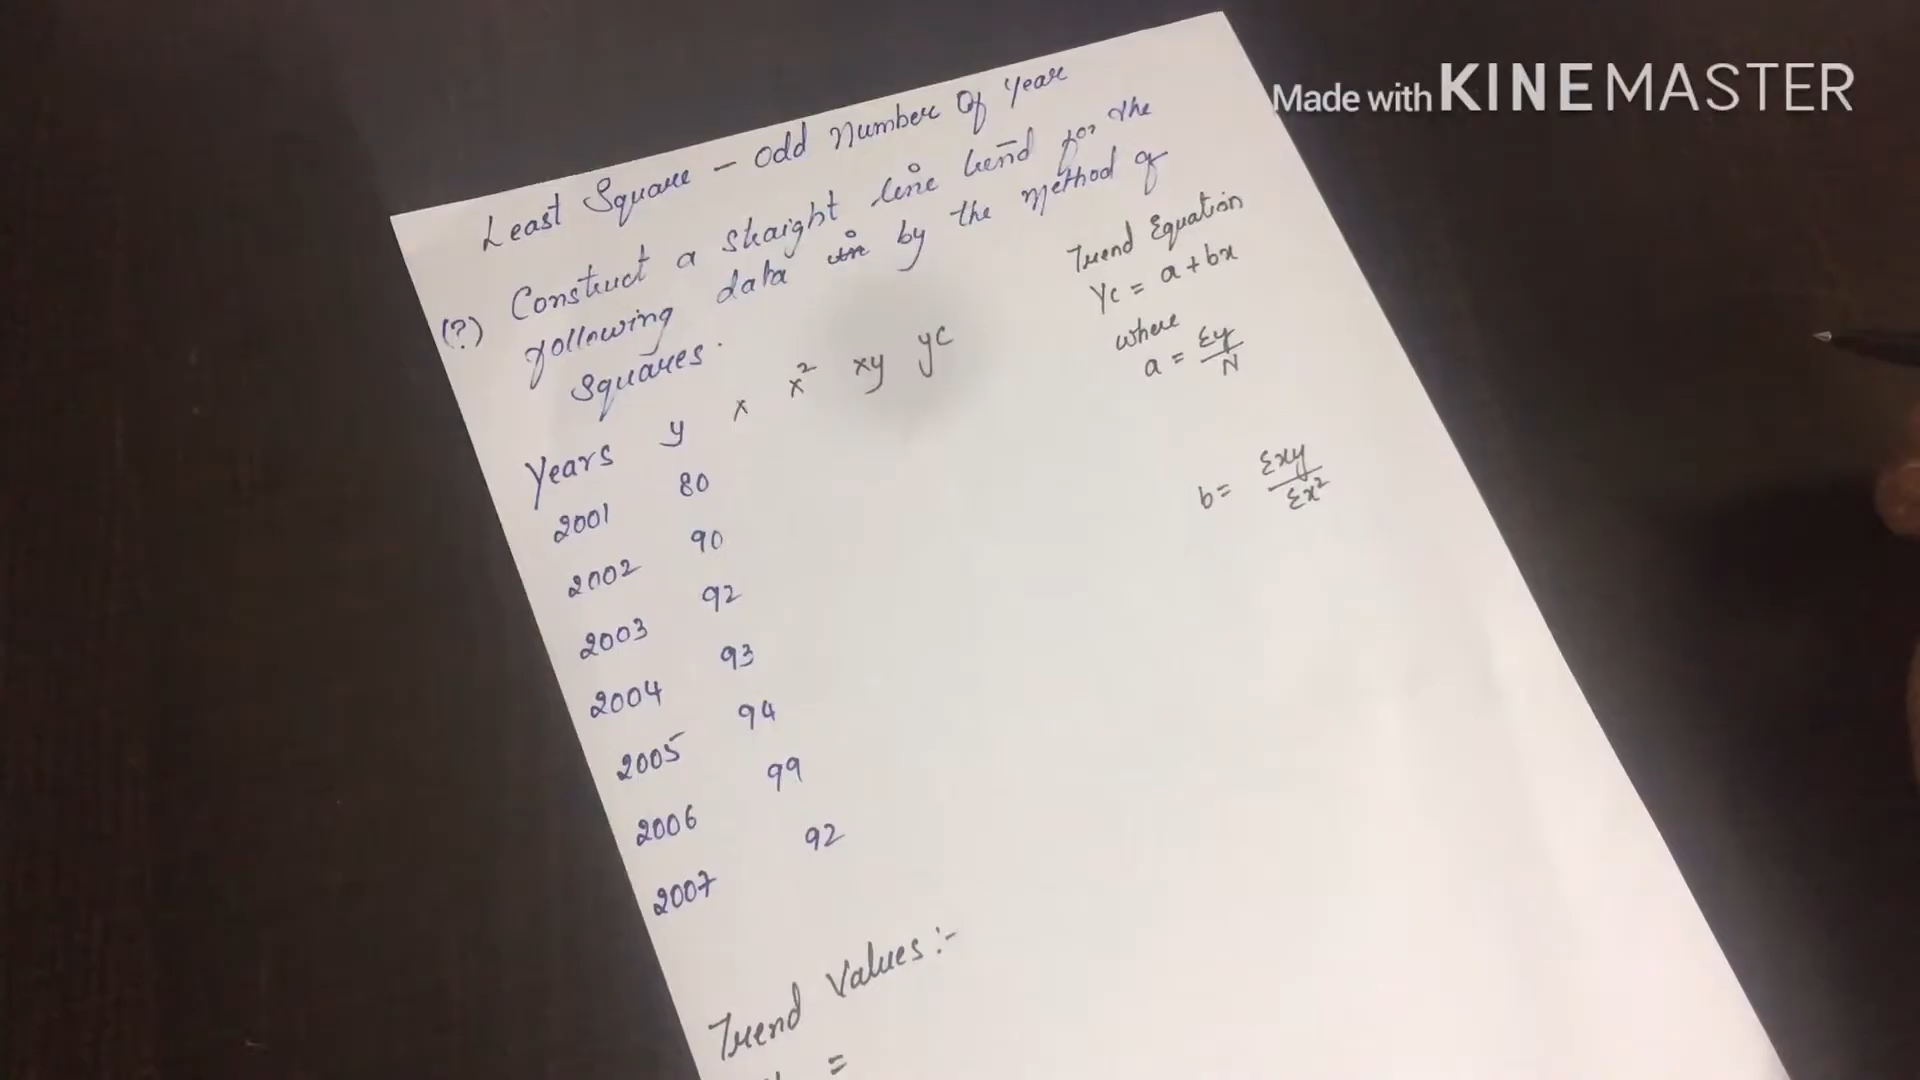 Made with KINEMASTER
Least Square - Odd Number Of Year
(?) Construct a straight line trend for the
following data by the method of
Squares.
Trend Equation
Yc = a + bx
where
a = Σy / N
b = Σxy / Σx²
Years y x x² xy yc
2001 80
2002 90
2003 92
2004 93
2005 94
2006 99
2007 92
Trend Values :-
=